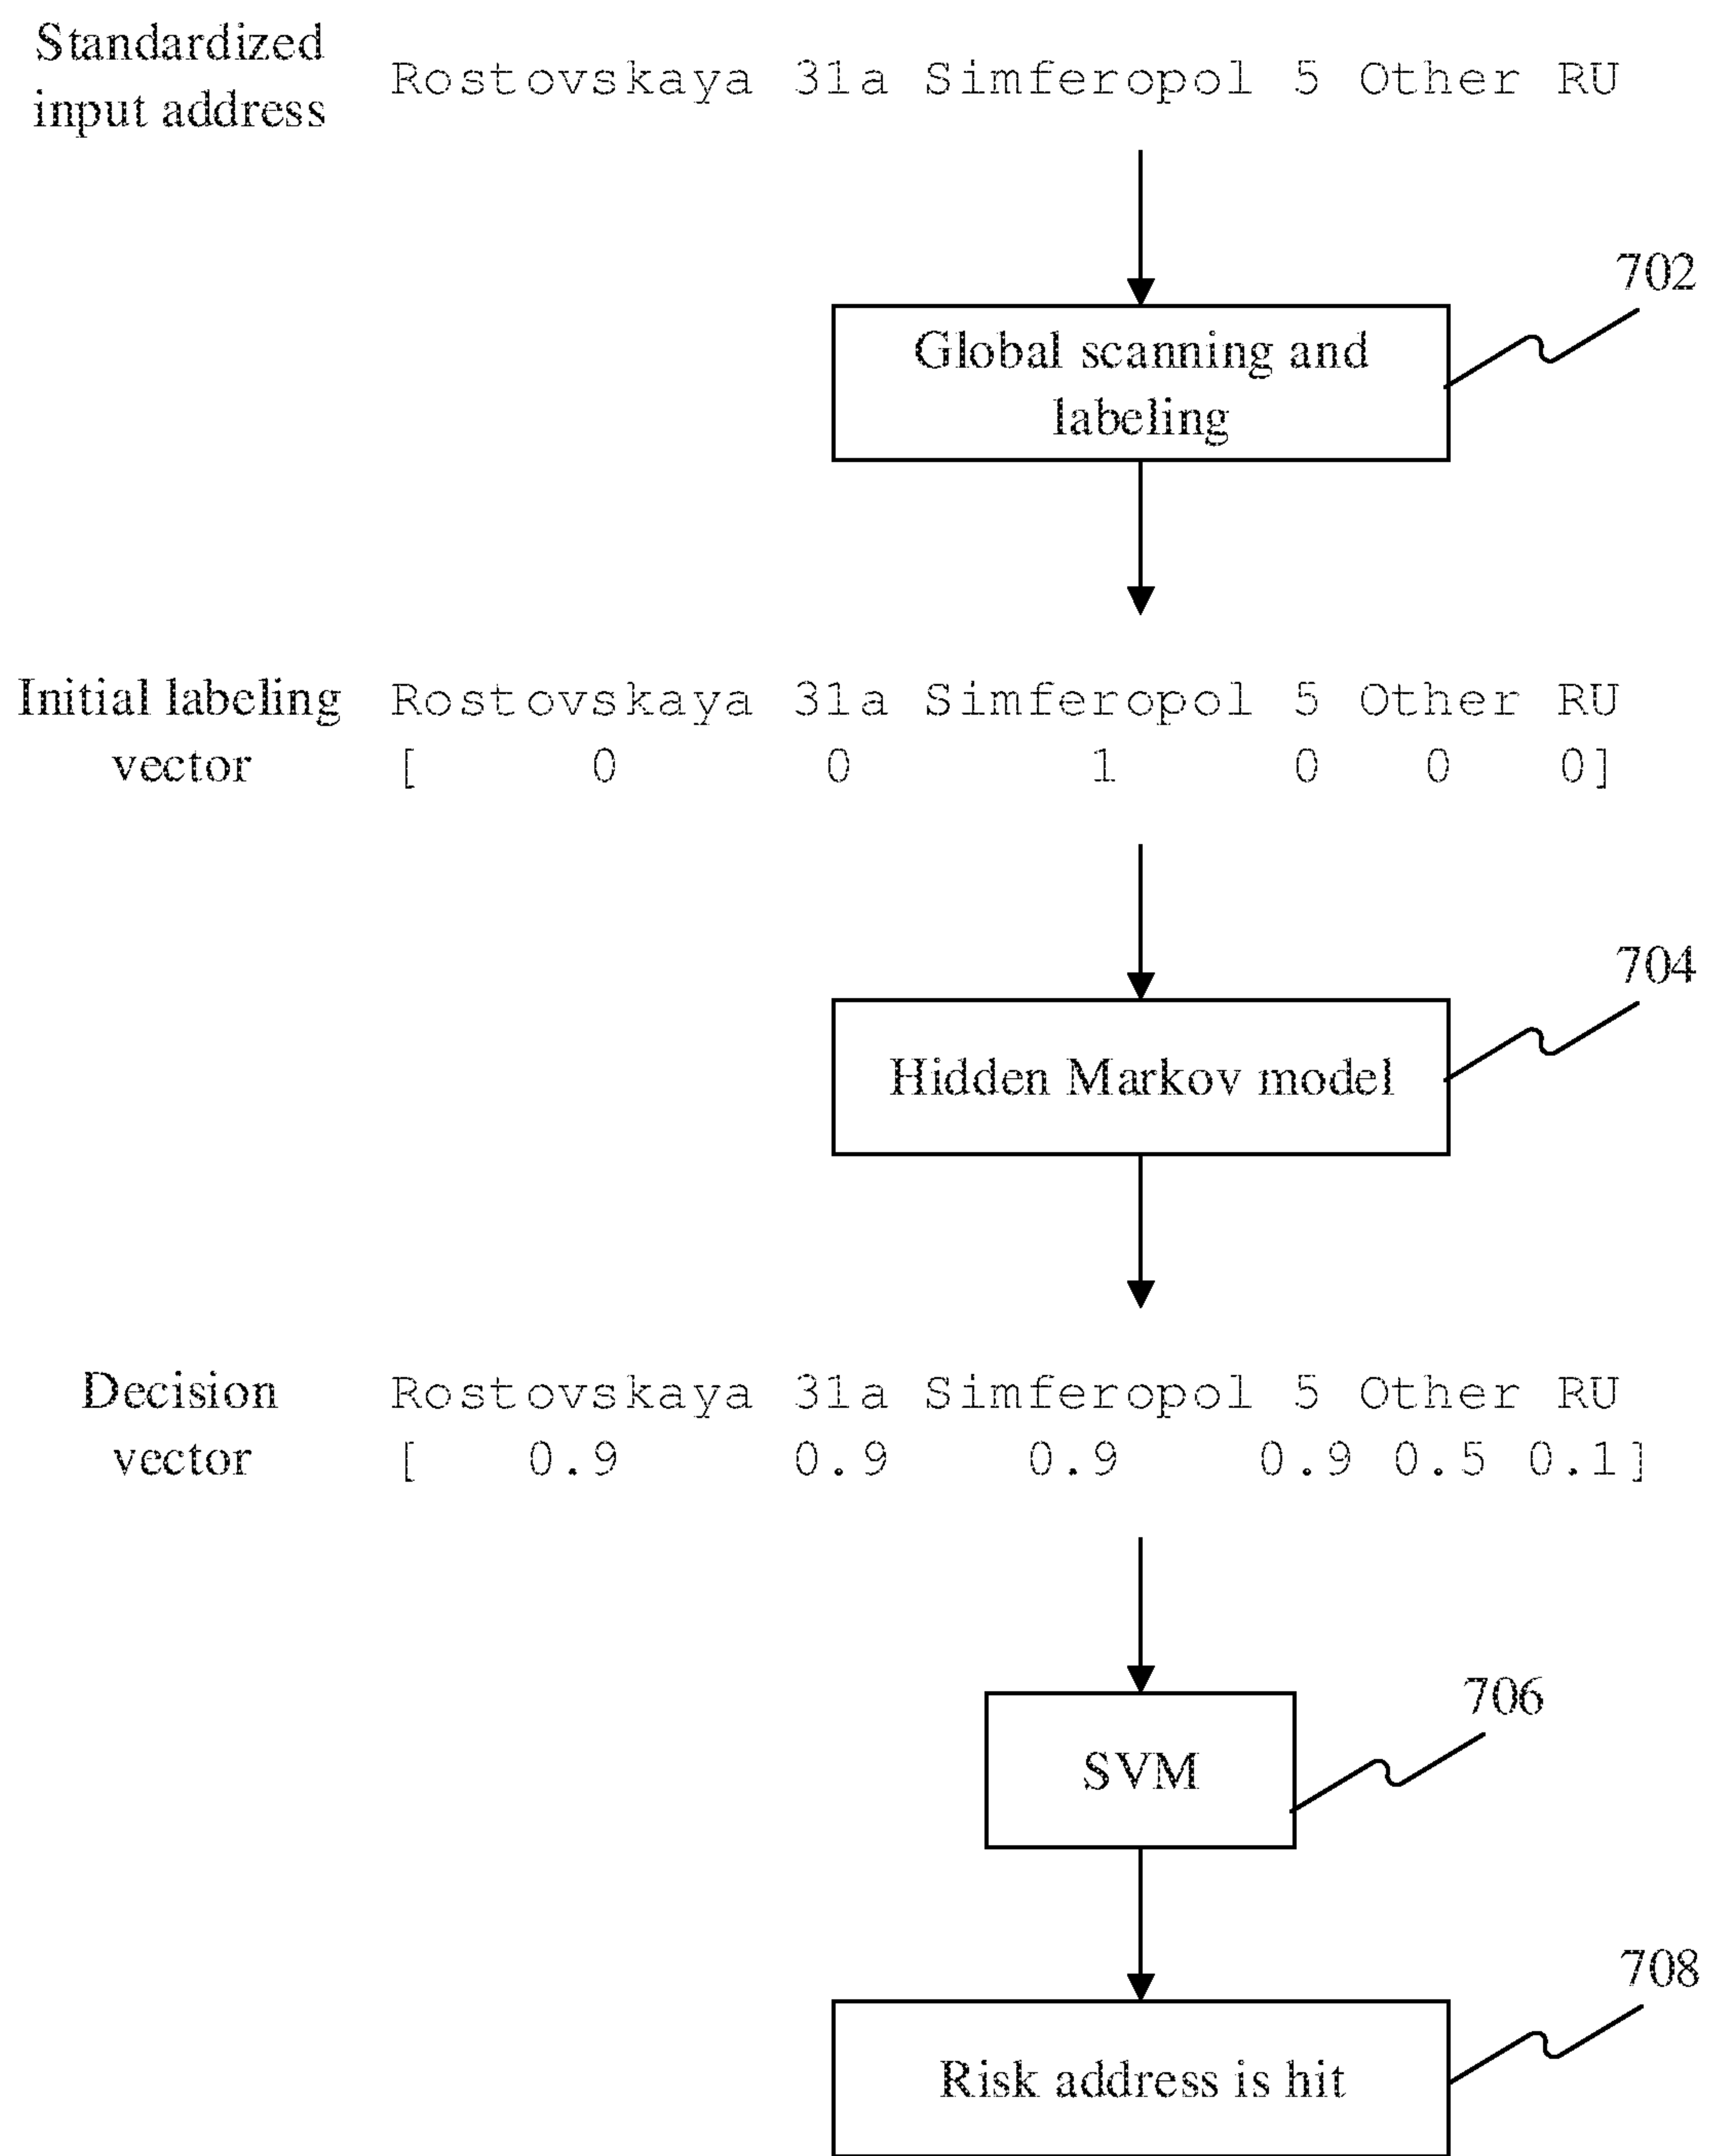 Standardized
input address
Rostovskaya 31a Simferopol 5 Other RU
702
Global scanning and
labeling
Initial labeling
vector
Rostovskaya 31a Simferopol 5 Other RU
[ 0 0 1 0 0 0]
704
Hidden Markov model
Decision
vector
Rostovskaya 31a Simferopol 5 Other RU
[ 0.9 0.9 0.9 0.9 0.5 0.1]
706
SVM
708
Risk address is hit